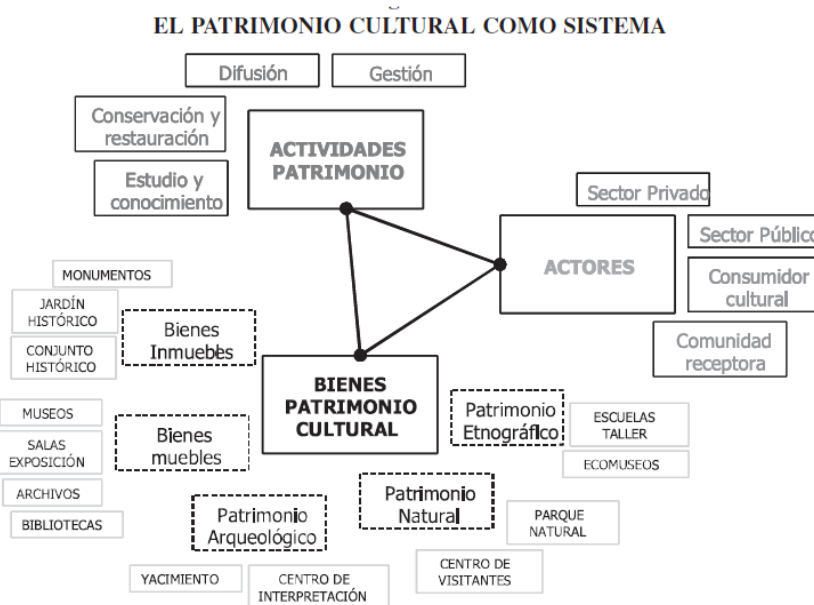 EL PATRIMONIO CULTURAL COMO SISTEMA
Difusión
Gestión
Conservación y
restauración
Estudio y
conocimiento
ACTIVIDADES
PATRIMONIO
Sector Privado
Sector Público
ACTORES
Consumidor
cultural
Comunidad
receptora
MONUMENTOS
JARDÍN
HISTÓRICO
CONJUNTO
HISTÓRICO
Bienes
Inmuebles
BIENES
PATRIMONIO
CULTURAL
MUSEOS
SALAS
EXPOSICIÓN
ARCHIVOS
BIBLIOTECAS
Bienes
muebles
Patrimonio
Etnográfico
ESCUELAS
TALLER
ECOMUSEOS
Patrimonio
Arqueológico
Patrimonio
Natural
PARQUE
NATURAL
YACIMIENTO
CENTRO DE
INTERPRETACIÓN
CENTRO DE
VISITANTES